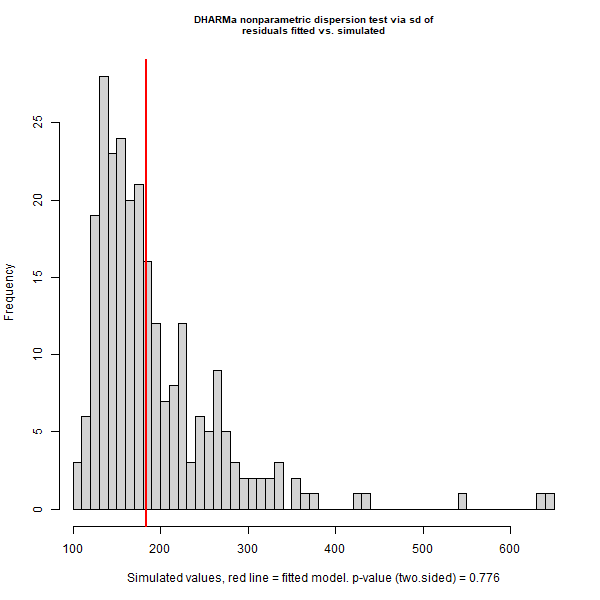 DHARMa nonparametric dispersion test via sd of
residuals fitted vs. simulated
Frequency
25
20
15
10
5
0
100 200 300 400 500 600
Simulated values, red line = fitted model. p-value (two.sided) = 0.776